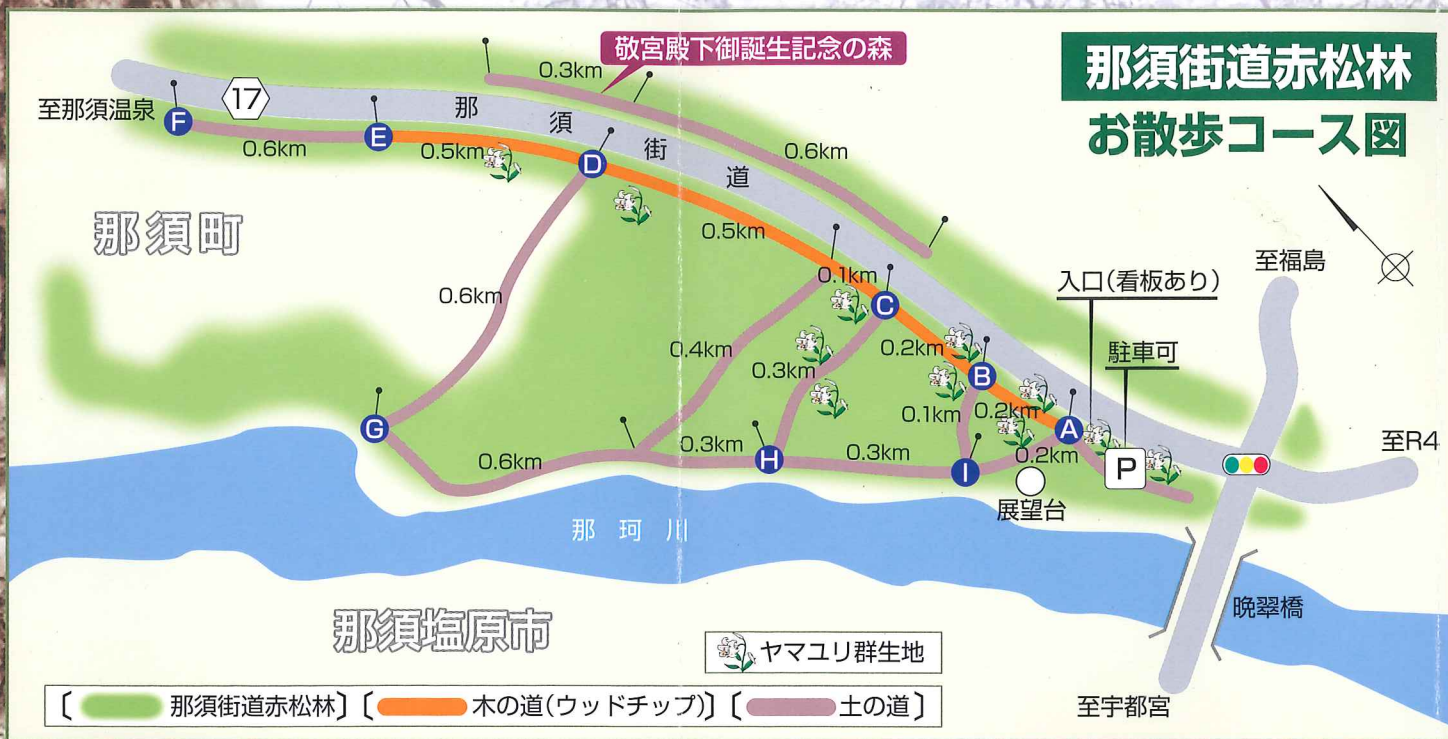 那須街道赤松林
お散歩コース図
敬宮殿下御誕生記念の森
0.3km
17
至那須温泉
F
0.6km
E
0.5km
那須街道
D
0.6km
那須町
0.5km
0.6km
0.1km
C
入口(看板あり)
至福島
駐車可
0.4km
0.3km
0.2km
B
0.1km
0.2km
A
G
0.6km
0.3km
H
0.3km
I
0.2km
P
至R4
展望台
那珂川
晩翠橋
那須塩原市
ヤマユリ群生地
至宇都宮
〔 那須街道赤松林〕〔 木の道(ウッドチップ)〕〔 土の道〕